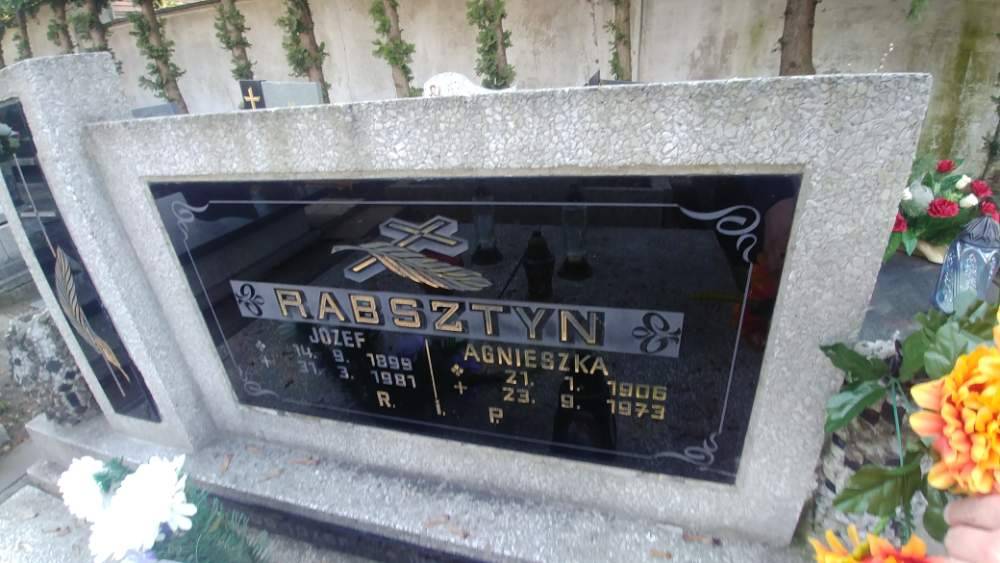 RABSZTYN
JÓZEF
14. 9. 1899
31. 3. 1981
AGNIESZKA
21. 1. 1906
23. 9. 1973
R. I. P.